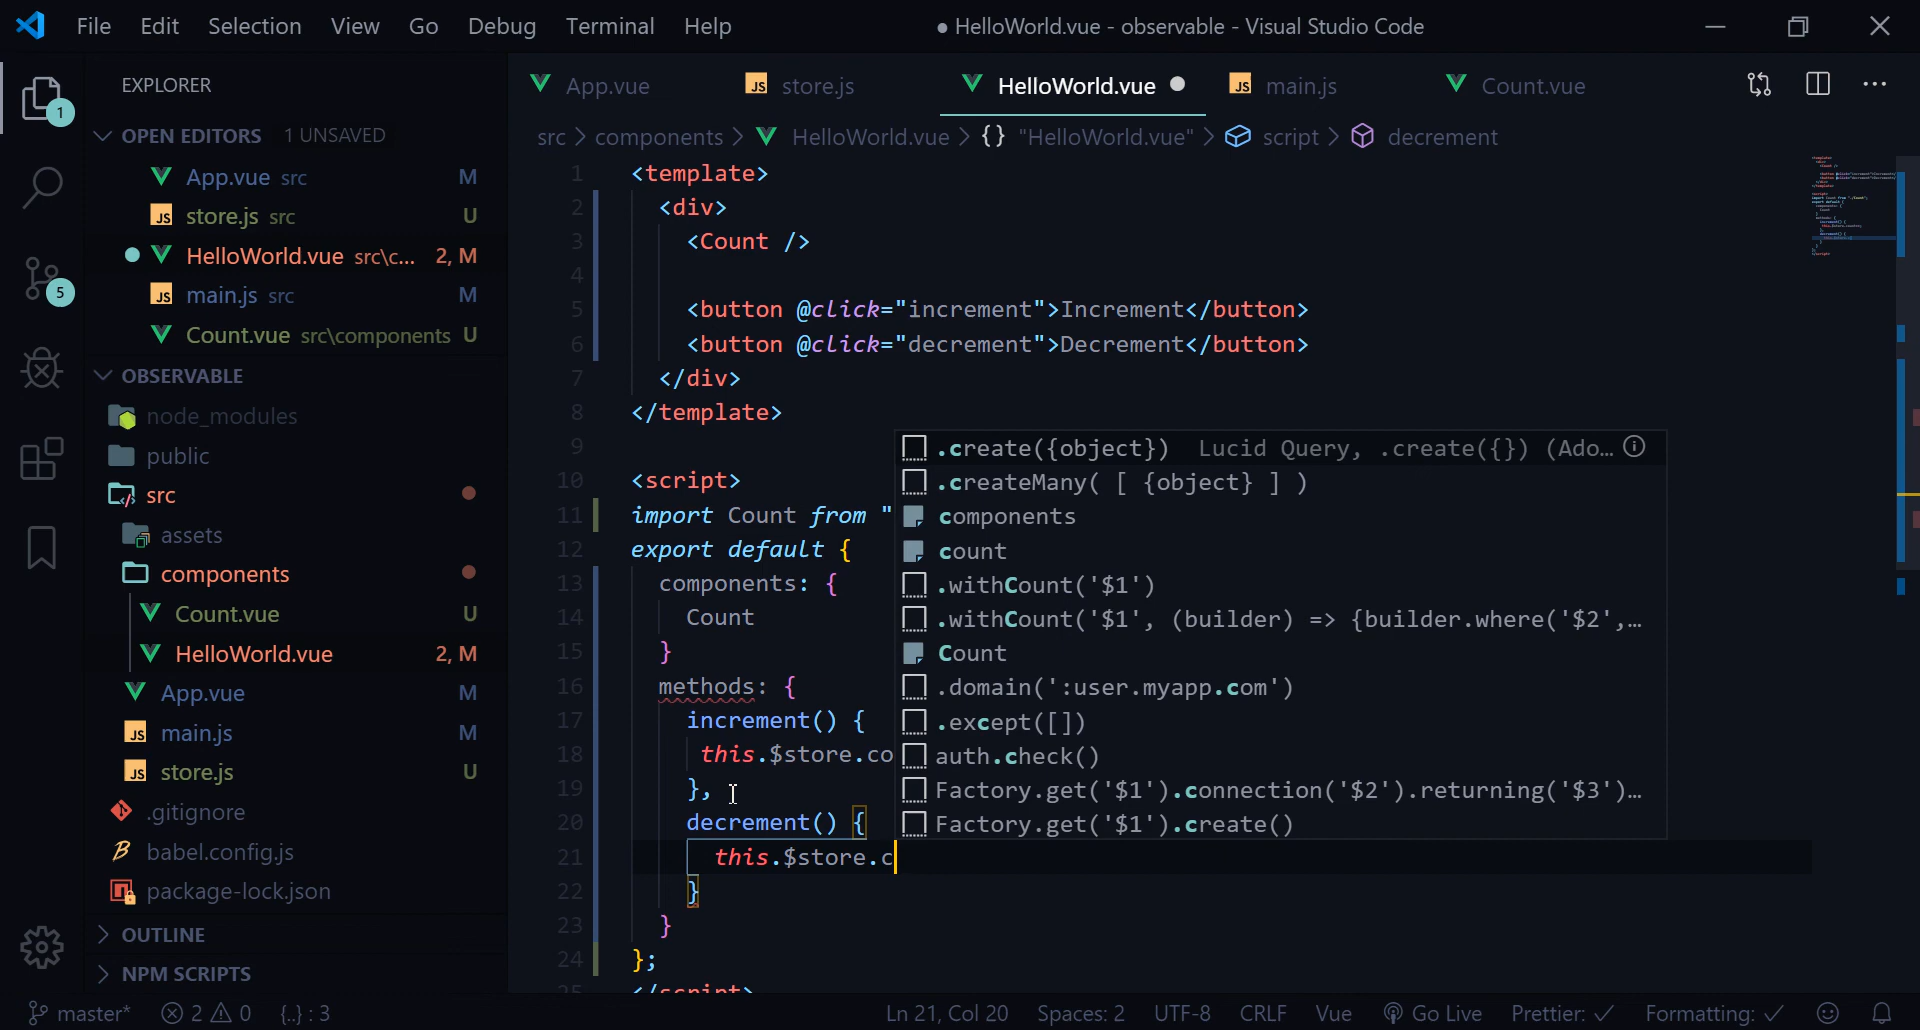 File Edit Selection View Go Debug Terminal Help
● HelloWorld.vue - observable - Visual Studio Code
EXPLORER
1
OPEN EDITORS 1 UNSAVED
App.vue src M
JS store.js src U
HelloWorld.vue src\c... 2, M
JS main.js src M
Count.vue src\components U
5
OBSERVABLE
node_modules
public
src
assets
components
Count.vue U
HelloWorld.vue 2, M
App.vue M
JS main.js M
JS store.js U
.gitignore
babel.config.js
package-lock.json
OUTLINE
NPM SCRIPTS
App.vue
JS store.js
HelloWorld.vue
JS main.js
Count.vue
src > components > HelloWorld.vue > {} "HelloWorld.vue" > script > decrement
1 <template>
2 <div>
3 <Count />
4
5 <button @click="increment">Increment</button>
6 <button @click="decrement">Decrement</button>
7 </div>
8 </template>
9
10 <script>
11 import Count from "
12 export default {
13 components: {
14 Count
15 }
16 methods: {
17 increment() {
18 this.$store.co
19 },
20 decrement() {
21 this.$store.c
22 }
23 }
24 };
25 </script>
.create({object}) Lucid Query, .create({}) (Ado...
.createMany( [ {object} ] )
components
count
.withCount('$1')
.withCount('$1', (builder) => {builder.where('$2',…
Count
.domain(':user.myapp.com')
.except([])
auth.check()
Factory.get('$1').connection('$2').returning('$3')…
Factory.get('$1').create()
master* 2 0 {..} : 3
Ln 21, Col 20 Spaces: 2 UTF-8 CRLF Vue Go Live Prettier: ✓ Formatting: ✓